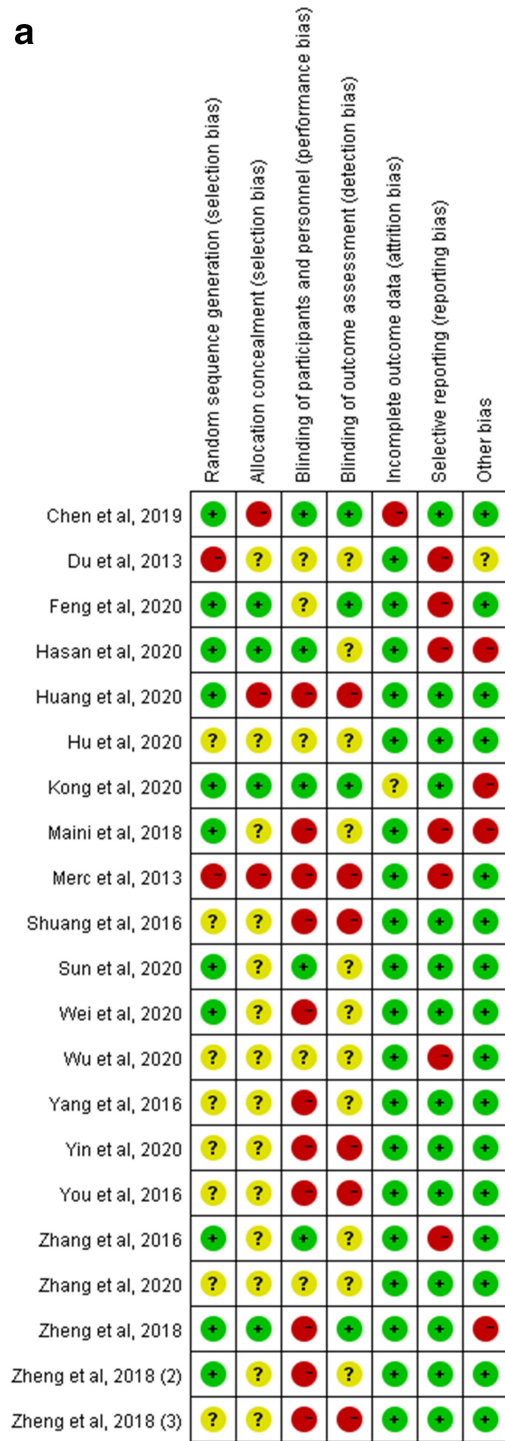 a
Random sequence generation (selection bias)
Allocation concealment (selection bias)
Blinding of participants and personnel (performance bias)
Blinding of outcome assessment (detection bias)
Incomplete outcome data (attrition bias)
Selective reporting (reporting bias)
Other bias
Chen et al, 2019 + - + + - + +
Du et al, 2013 - ? ? ? + - ?
Feng et al, 2020 + + ? + + - +
Hasan et al, 2020 + + + ? + - -
Huang et al, 2020 + - - - + + +
Hu et al, 2020 ? ? ? ? + + +
Kong et al, 2020 + + + + ? + -
Maini et al, 2018 + ? - ? + - -
Merc et al, 2013 - - - - + - +
Shuang et al, 2016 ? ? - - + + +
Sun et al, 2020 + ? + ? + + +
Wei et al, 2020 + ? - ? + + +
Wu et al, 2020 ? ? ? ? + - +
Yang et al, 2016 ? ? - ? + + +
Yin et al, 2020 ? ? - - + + +
You et al, 2016 ? ? - - + + +
Zhang et al, 2016 + ? + ? + - +
Zhang et al, 2020 ? ? ? ? + + +
Zheng et al, 2018 + + - + + + -
Zheng et al, 2018 (2) + ? - ? + + +
Zheng et al, 2018 (3) ? ? - - + + +